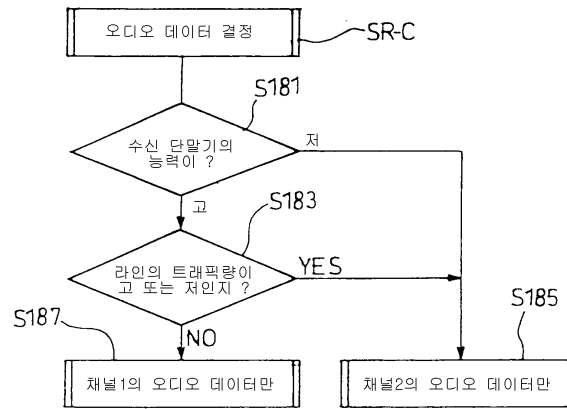 오디오 데이터 결정
SR-C
S181
수신 단말기의
능력이 ?
저
고
S183
라인의 트래픽량이
고 또는 저인지 ?
YES
S187
NO
S185
채널1의 오디오 데이터만
채널2의 오디오 데이터만